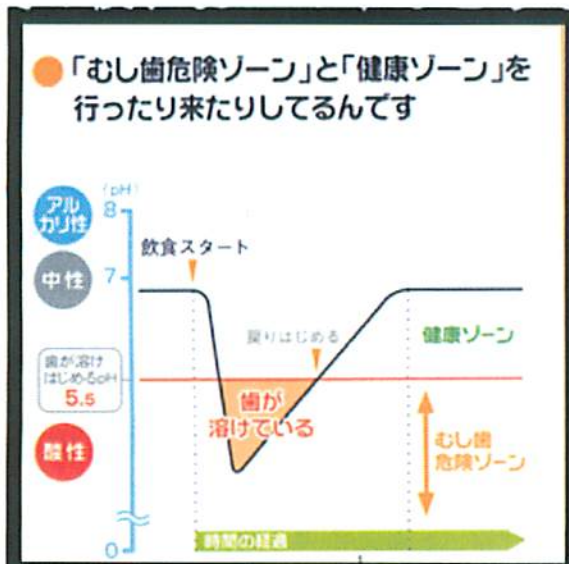 「むし歯危険ゾーン」と「健康ゾーン」を
行ったり来たりしてるんです
(pH)
アル
カリ性
8
飲食スタート
中性
7
戻りはじめる
健康ゾーン
歯が溶け
はじめるpH
5.5
歯が
溶けている
酸性
むし歯
危険ゾーン
時間の経過
0